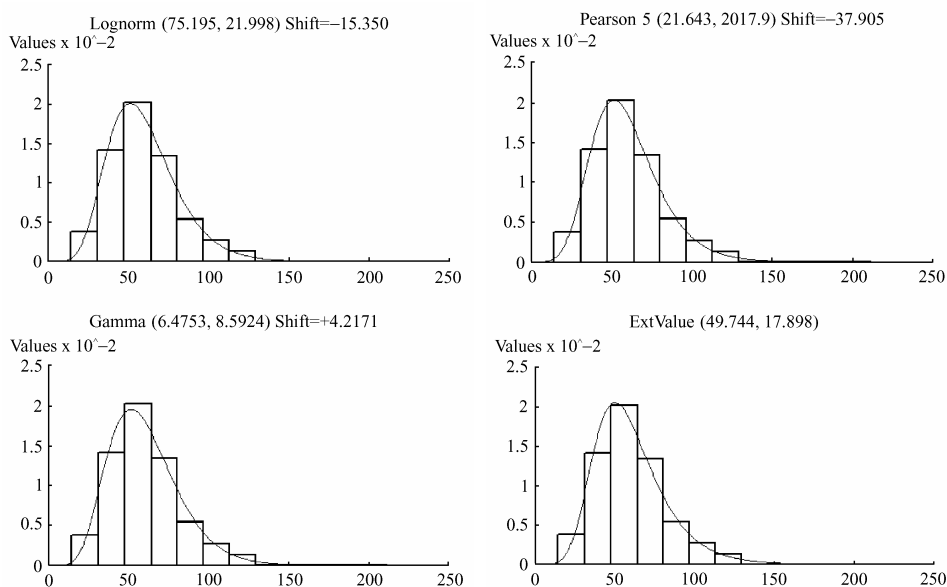 Lognorm (75.195, 21.998) Shift=−15.350
Values x 10^−2
2.5
2
1.5
1
0.5
0
0 50 100 150 200 250
Pearson 5 (21.643, 2017.9) Shift=−37.905
Values x 10^−2
2.5
2
1.5
1
0.5
0
0 50 100 150 200 250
Gamma (6.4753, 8.5924) Shift=+4.2171
Values x 10^−2
2.5
2
1.5
1
0.5
0
0 50 100 150 200 250
ExtValue (49.744, 17.898)
Values x 10^−2
2.5
2
1.5
1
0.5
0
0 50 100 150 200 250